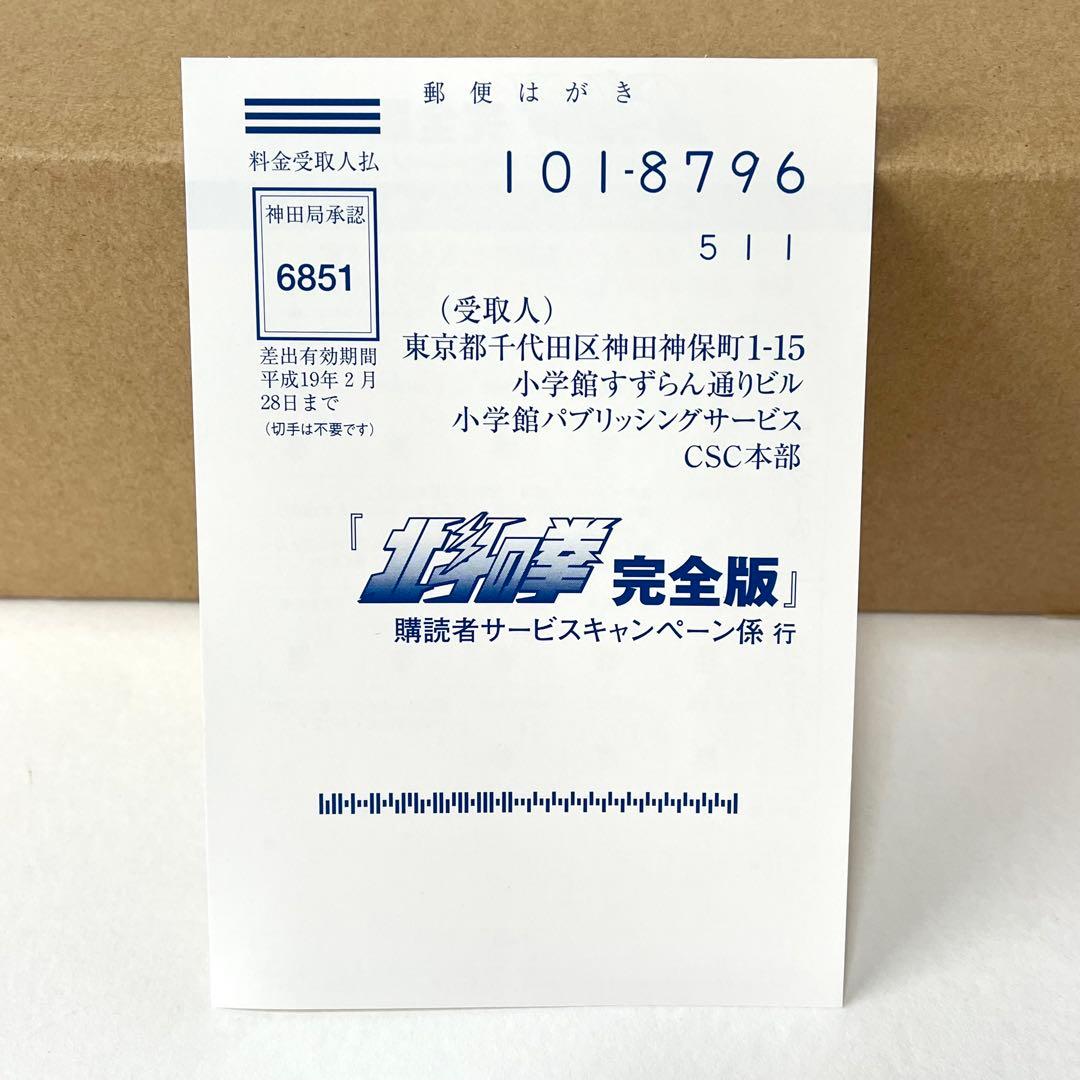 郵便はがき
料金受取人払
神田局承認
6851
差出有効期間
平成19年2月
28日まで
(切手は不要です)
101-8796
511
(受取人)
東京都千代田区神田神保町1-15
小学館すずらん通りビル
小学館パブリッシングサービス
CSC本部
『北斗の拳 完全版』
購読者サービスキャンペーン係 行